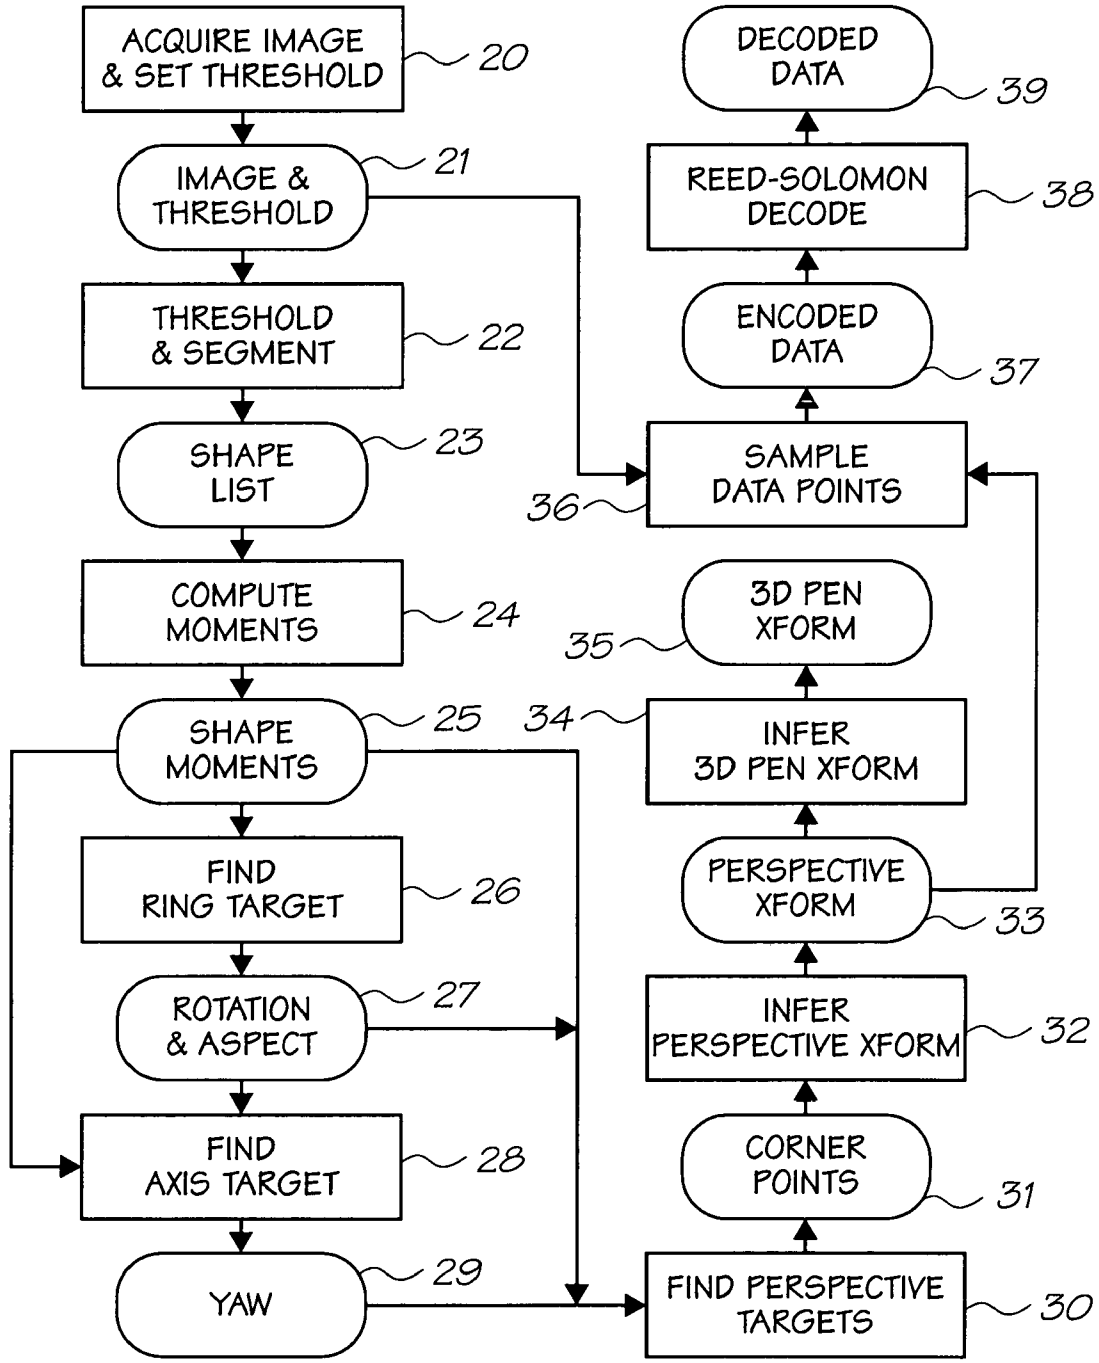 ACQUIRE IMAGE
& SET THRESHOLD
20
IMAGE &
THRESHOLD
21
THRESHOLD
& SEGMENT
22
SHAPE
LIST
23
COMPUTE
MOMENTS
24
SHAPE
MOMENTS
25
FIND
RING TARGET
26
ROTATION
& ASPECT
27
FIND
AXIS TARGET
28
YAW
29
DECODED
DATA
39
REED-SOLOMON
DECODE
38
ENCODED
DATA
37
SAMPLE
DATA POINTS
36
3D PEN
XFORM
35
INFER
3D PEN XFORM
34
PERSPECTIVE
XFORM
33
INFER
PERSPECTIVE XFORM
32
CORNER
POINTS
31
FIND PERSPECTIVE
TARGETS
30